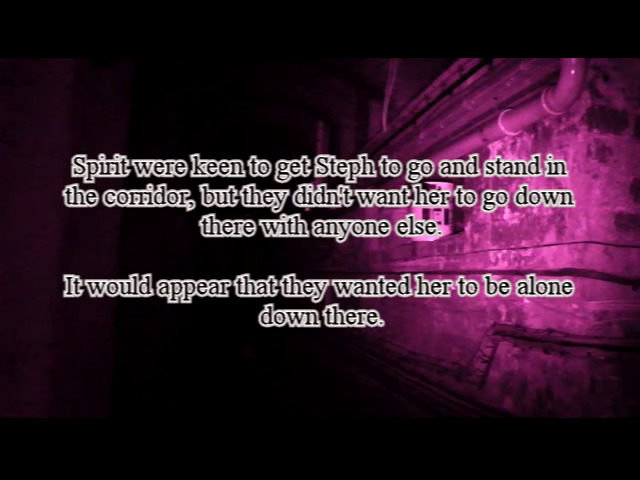 Spirit were keen to get Steph to go and stand in
the corridor, but they didn't want her to go down
there with anyone else.
It would appear that they wanted her to be alone
down there.